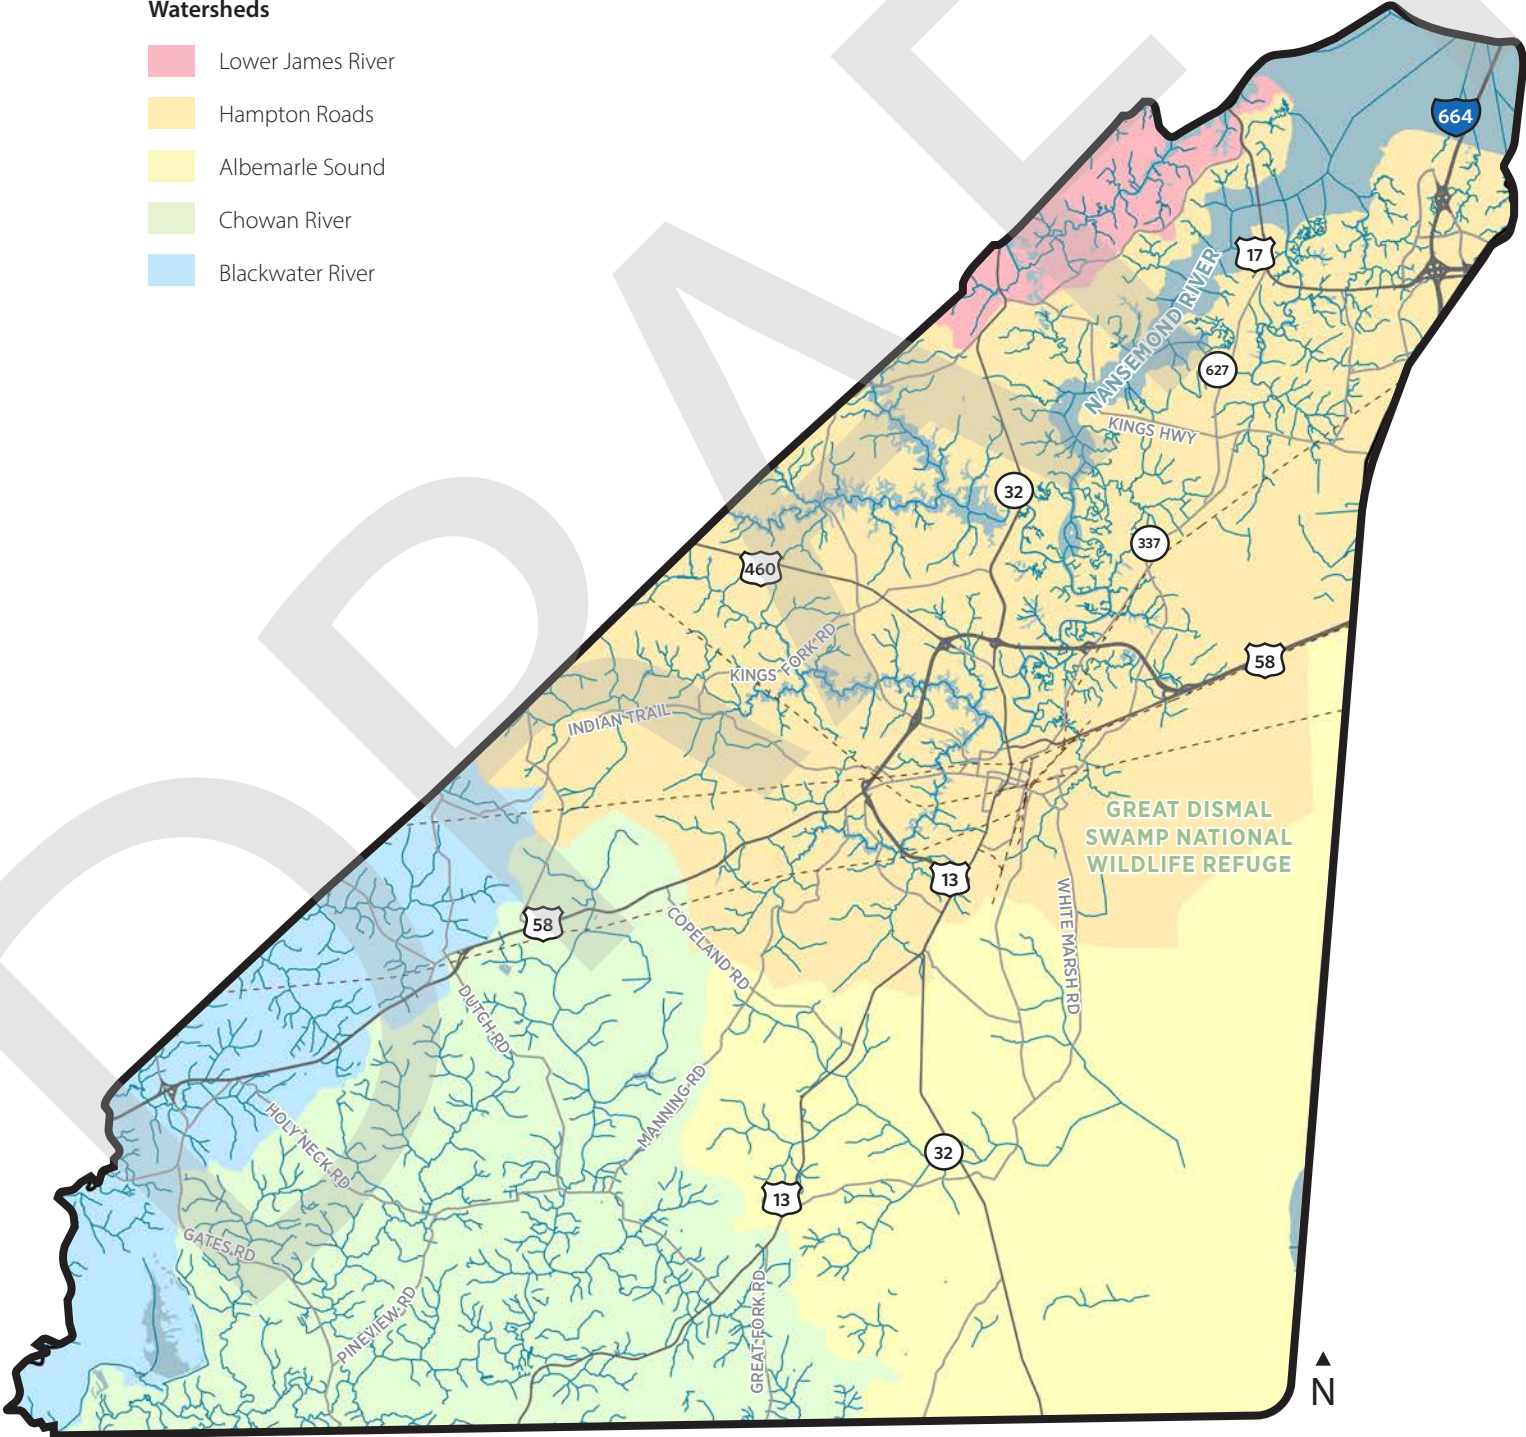 Watersheds
Lower James River
Hampton Roads
Albemarle Sound
Chowan River
Blackwater River
DRAFT
664
17
NANSEMOND RIVER
627
KINGS HWY
32
337
460
KINGS FORK RD
58
INDIAN TRAIL
GREAT DISMAL
SWAMP NATIONAL
WILDLIFE REFUGE
13
58
COPELAND RD
WHITE MARSH RD
DUTCH RD
MANNING RD
HOLY NECK RD
32
13
GATES RD
PINEVIEW RD
GREAT FORK RD
N